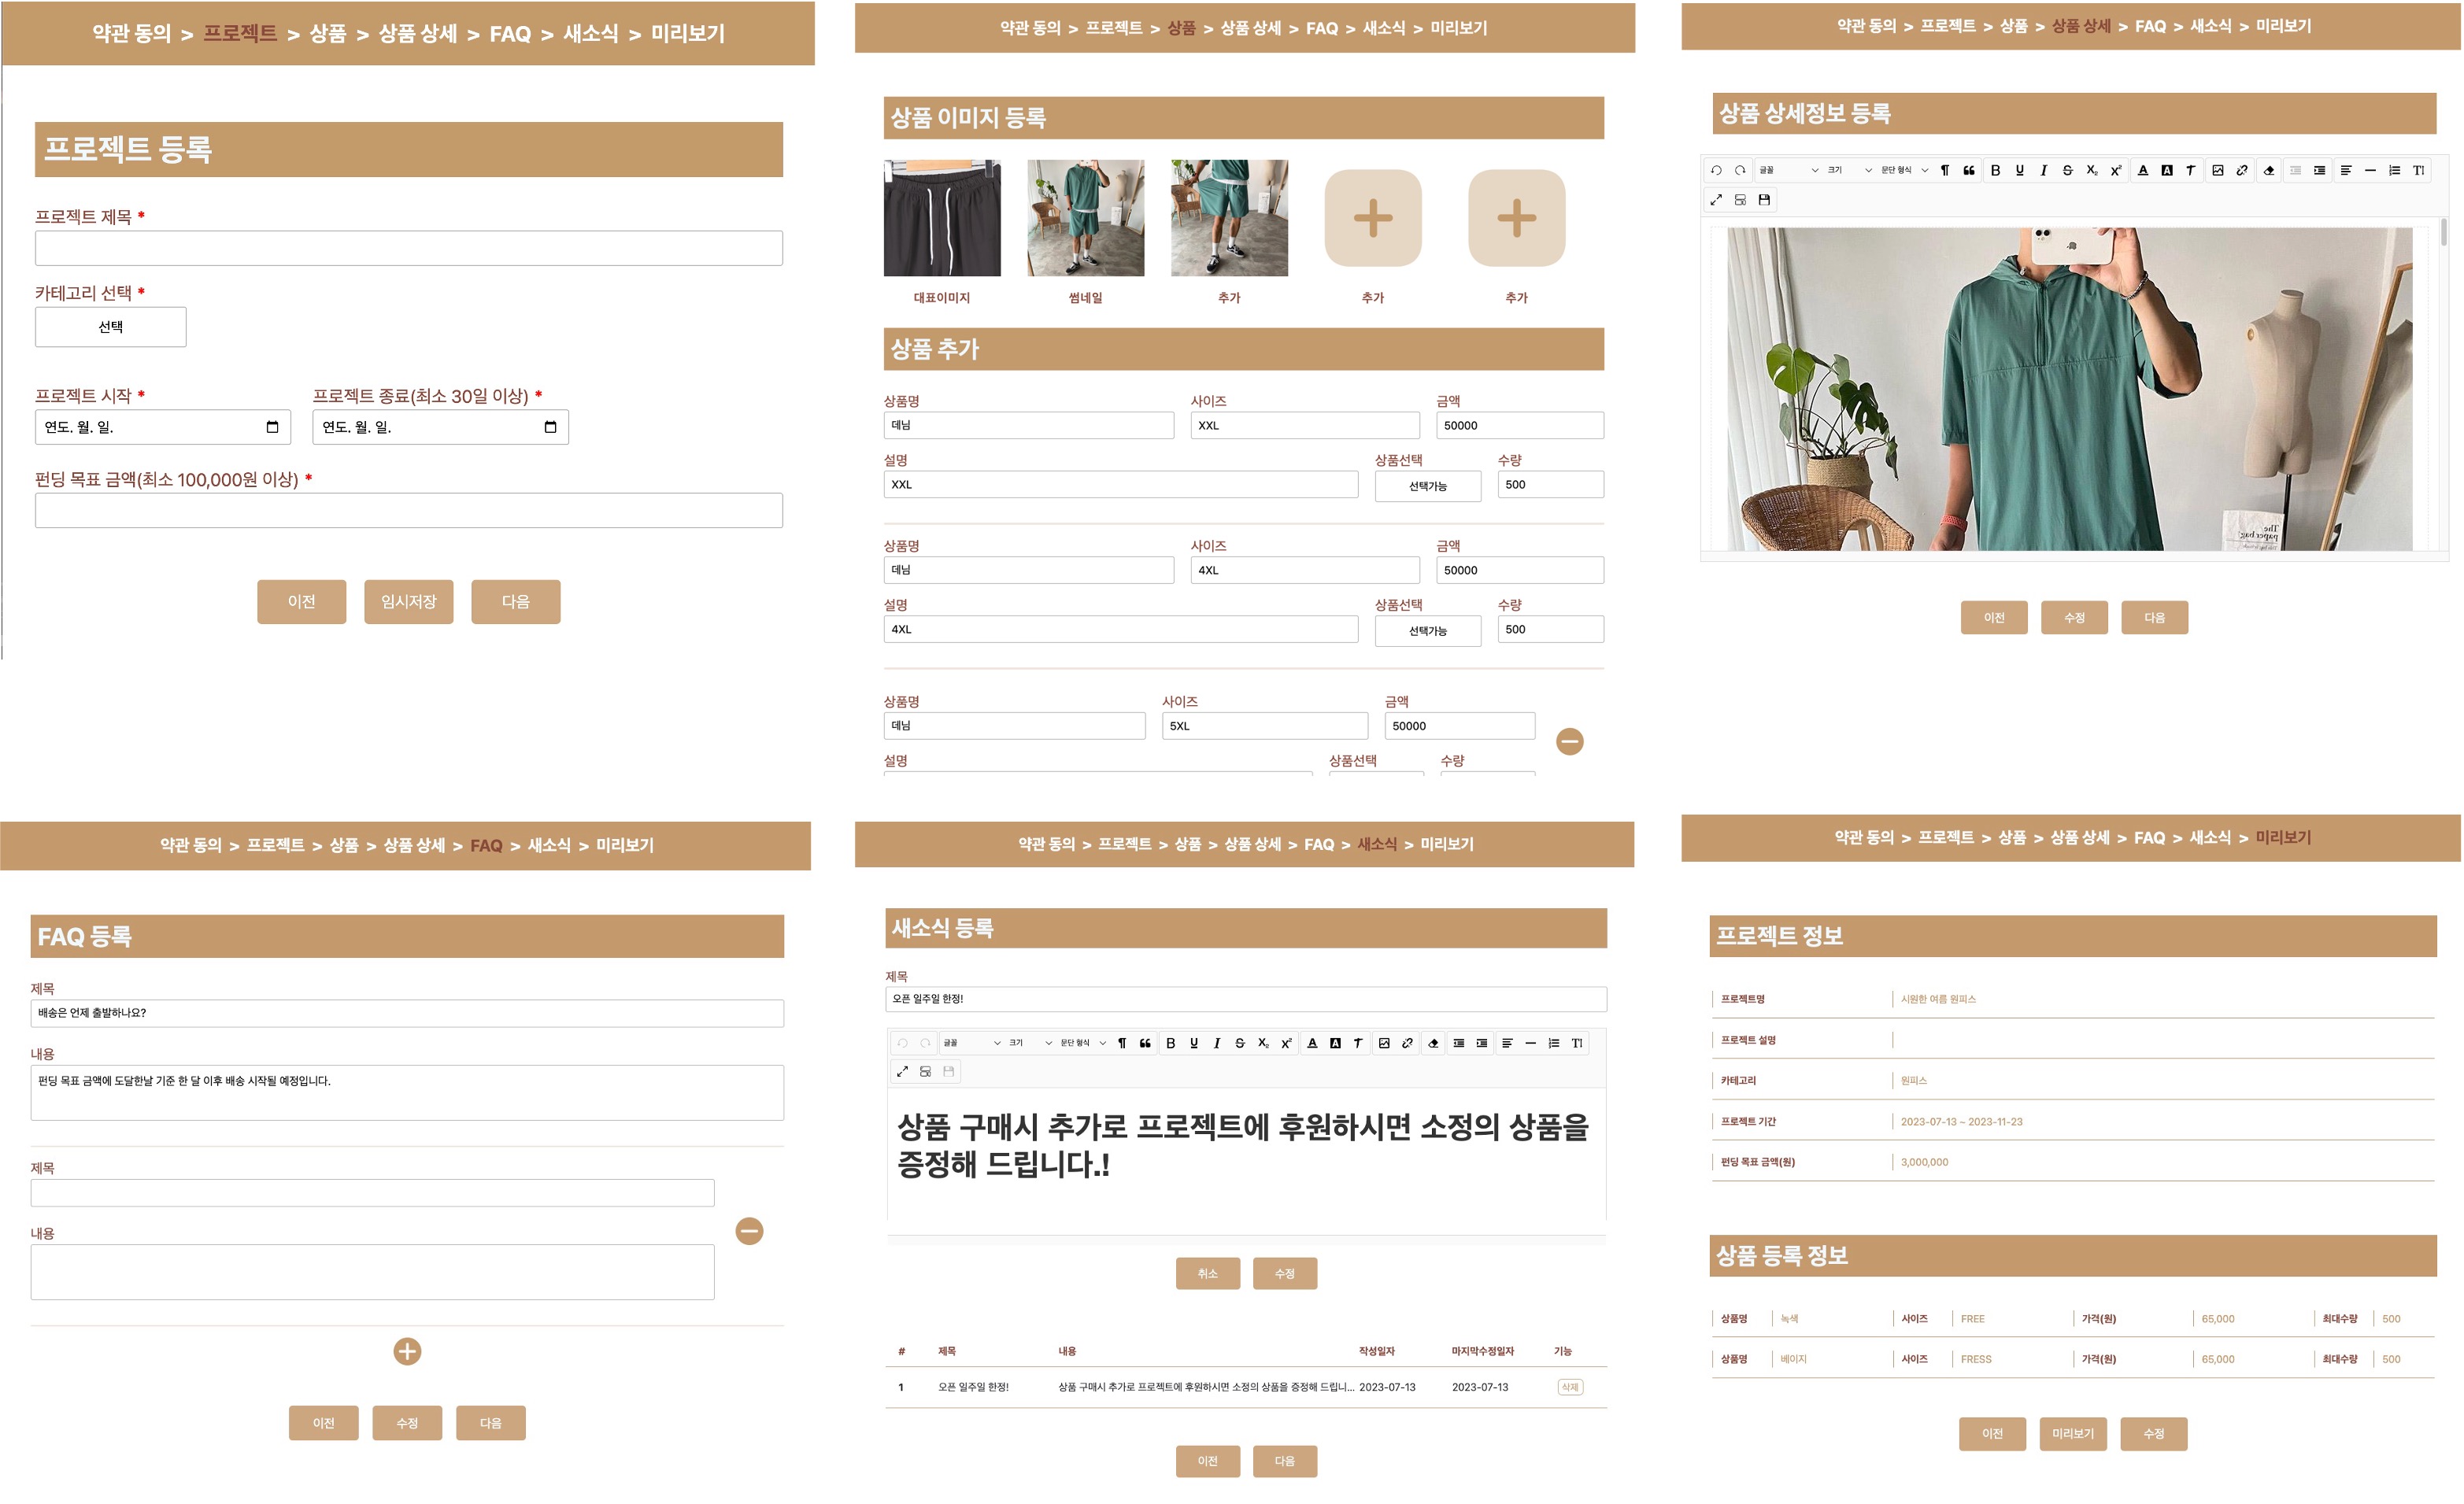 약관 동의 > 프로젝트 > 상품 > 상품 상세 > FAQ > 새소식 > 미리보기
프로젝트 등록
프로젝트 제목 *
카테고리 선택 *
선택
프로젝트 시작 * 프로젝트 종료(최소 30일 이상) *
연도. 월. 일. 연도. 월. 일.
펀딩 목표 금액(최소 100,000원 이상) *
이전 임시저장 다음
약관 동의 > 프로젝트 > 상품 > 상품 상세 > FAQ > 새소식 > 미리보기
상품 이미지 등록
대표이미지 썸네일 추가 추가 추가
상품 추가
상품명 사이즈 금액
데님 XXL 50000
설명 상품선택 수량
XXL 선택가능 500
상품명 사이즈 금액
데님 4XL 50000
설명 상품선택 수량
4XL 선택가능 500
상품명 사이즈 금액
데님 5XL 50000
설명 상품선택 수량
약관 동의 > 프로젝트 > 상품 > 상품 상세 > FAQ > 새소식 > 미리보기
상품 상세정보 등록
글꼴 크기 문단 형식
The
paper bag
이전 수정 다음
약관 동의 > 프로젝트 > 상품 > 상품 상세 > FAQ > 새소식 > 미리보기
FAQ 등록
제목
배송은 언제 출발하나요?
내용
펀딩 목표 금액에 도달한날 기준 한 달 이후 배송 시작될 예정입니다.
제목
내용
이전 수정 다음
약관 동의 > 프로젝트 > 상품 > 상품 상세 > FAQ > 새소식 > 미리보기
새소식 등록
제목
오픈 일주일 한정!
글꼴 크기 문단 형식
상품 구매시 추가로 프로젝트에 후원하시면 소정의 상품을
증정해 드립니다.!
취소 수정
# 제목 내용 작성일자 마지막수정일자 기능
1 오픈 일주일 한정! 상품 구매시 추가로 프로젝트에 후원하시면 소정의 상품을 증정해 드립니... 2023-07-13 2023-07-13 삭제
이전 다음
약관 동의 > 프로젝트 > 상품 > 상품 상세 > FAQ > 새소식 > 미리보기
프로젝트 정보
프로젝트명 시원한 여름 원피스
프로젝트 설명
카테고리 원피스
프로젝트 기간 2023-07-13 ~ 2023-11-23
펀딩 목표 금액(원) 3,000,000
상품 등록 정보
상품명 녹색 사이즈 FREE 가격(원) 65,000 최대수량 500
상품명 베이지 사이즈 FRESS 가격(원) 65,000 최대수량 500
이전 미리보기 수정